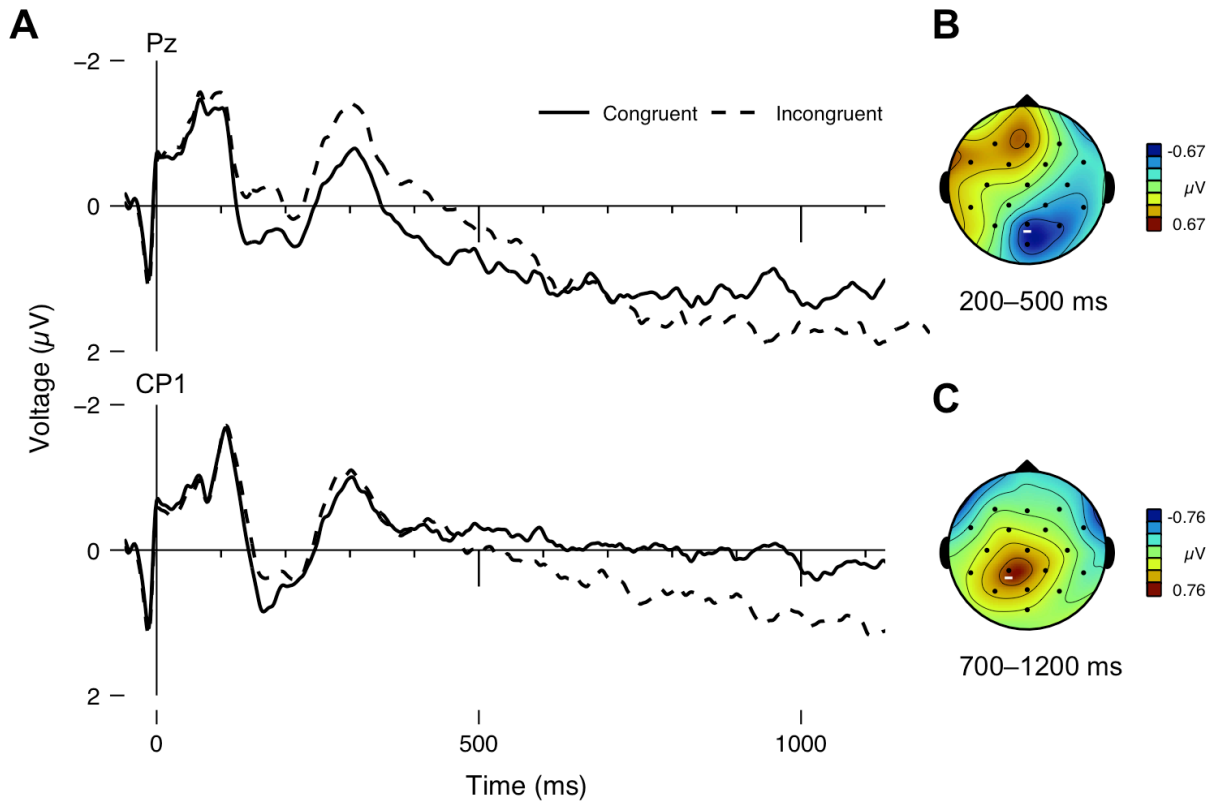 A
B
Pz
−2
Congruent
Incongruent
-0.67
µV
0.67
0
200–500 ms
2
Voltage (µV)
CP1
C
−2
-0.76
µV
0.76
0
700–1200 ms
2
0
500
1000
Time (ms)